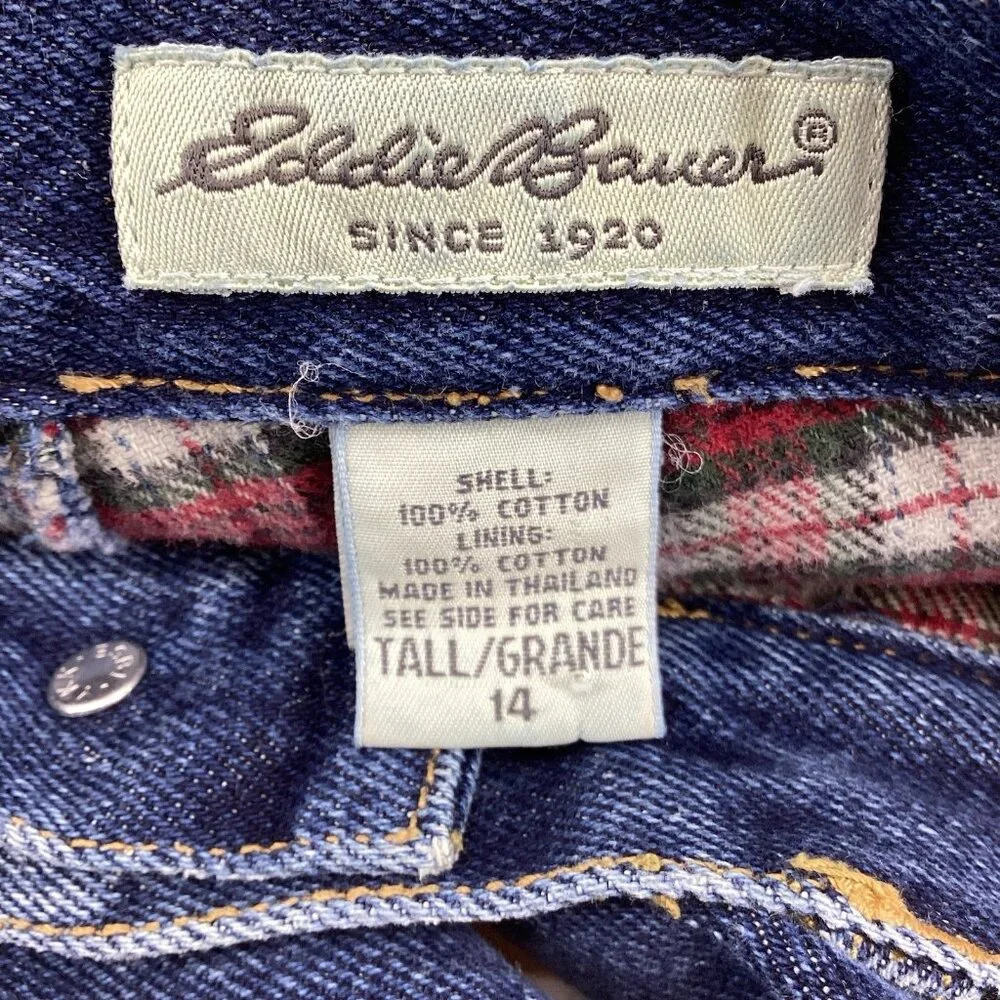 Eddie Bauer®
SINCE 1920
SHELL:
100% COTTON
LINING:
100% COTTON
MADE IN THAILAND
SEE SIDE FOR CARE
TALL/GRANDE
14